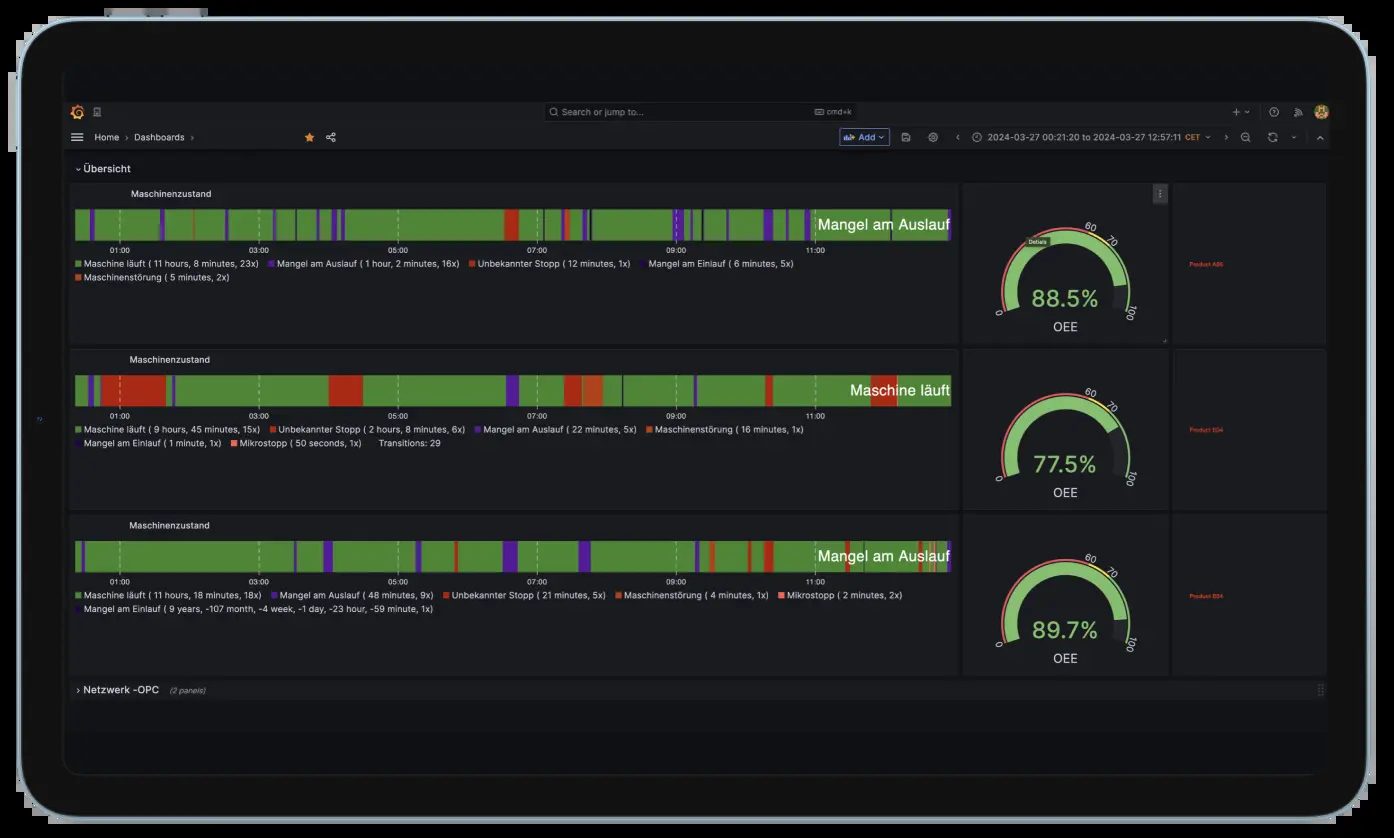 Search or jump to... cmd+k
Home › Dashboards ›
Add
2024-03-27 00:21:20 to 2024-03-27 12:57:11 CET
Übersicht
Maschinenzustand
Mangel am Auslauf
01:00 03:00 05:00 07:00 09:00 11:00
Maschine läuft ( 11 hours, 8 minutes, 23x) Mangel am Auslauf ( 1 hour, 2 minutes, 16x) Unbekannter Stopp ( 12 minutes, 1x) Mangel am Einlauf ( 6 minutes, 5x)
Maschinenstörung ( 5 minutes, 2x)
Details
0 60 70 100
88.5%
OEE
Maschinenzustand
Maschine läuft
01:00 03:00 05:00 07:00 09:00 11:00
Maschine läuft ( 9 hours, 45 minutes, 15x) Unbekannter Stopp ( 2 hours, 8 minutes, 6x) Mangel am Auslauf ( 22 minutes, 5x) Maschinenstörung ( 16 minutes, 1x)
Mangel am Einlauf ( 1 minute, 1x) Mikrostopp ( 50 seconds, 1x) Transitions: 29
0 60 70 100
77.5%
OEE
Maschinenzustand
Mangel am Auslauf
01:00 03:00 05:00 07:00 09:00 11:00
Maschine läuft ( 11 hours, 18 minutes, 18x) Mangel am Auslauf ( 48 minutes, 9x) Unbekannter Stopp ( 21 minutes, 5x) Maschinenstörung ( 4 minutes, 1x) Mikrostopp ( 2 minutes, 2x)
Mangel am Einlauf ( 9 years, -107 month, -4 week, -1 day, -23 hour, -59 minute, 1x)
0 60 70 100
89.7%
OEE
Netzwerk -OPC (2 panels)